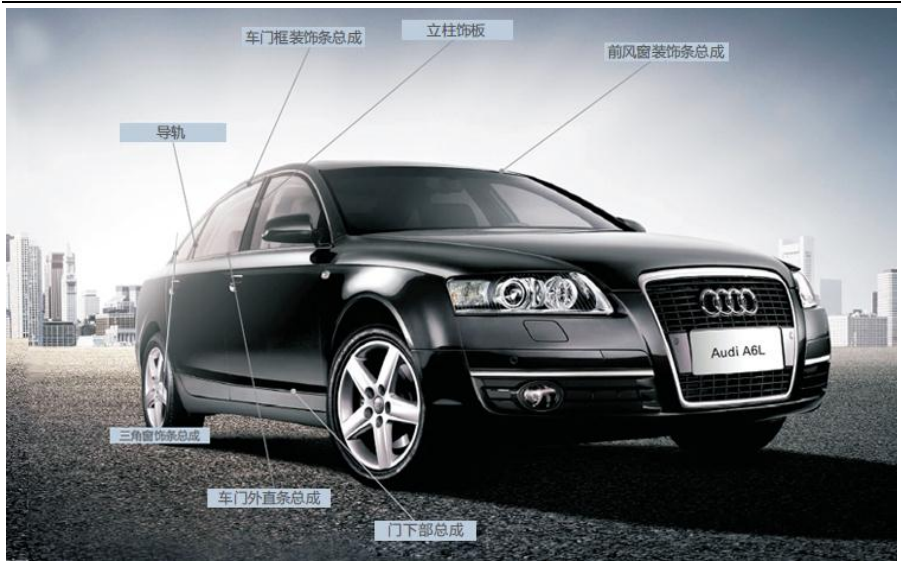 车门框装饰条总成
立柱饰板
前风窗装饰条总成
导轨
Audi A6L
三角窗饰条总成
车门外直条总成
门下部总成